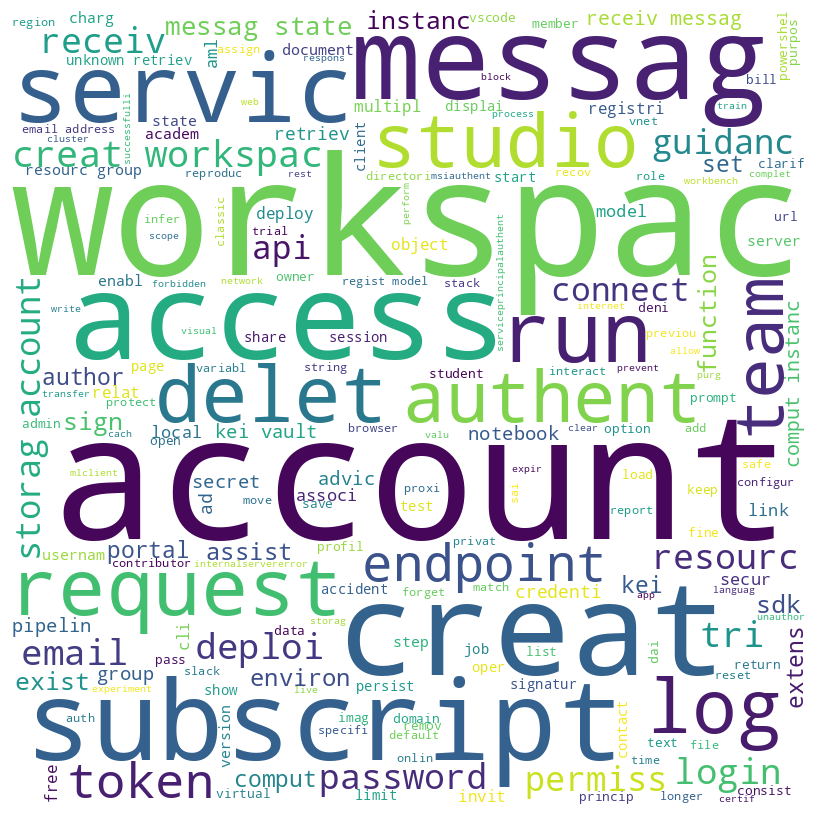 region
charg
messag state
instanc
vscode
member
receiv messag
powershel
purpos
receiv
aml
assign
document
respons
unknown retriev
block
messag
bill
servic
email address
cluster
successfulli
state
academ
web
multipl
displai
process
registri
train
vnet
studio
guidanc
creat workspac
retriev
client
resourc group
reproduc
rest
directori
msiauthent
recov
start
role
workbench
set
clarif
complet
workspac
infer
scope
classic
deploy
trial
api
perform
object
model
url
server
enabl
forbidden
owner
network
regist model
stack
serviceprincipalauthent
connect
write
access
visual
share
session
run
internet
deni
previou
allow
function
team
comput instanc
storag account
author
page
relat
variabl
string
student
interact
prevent
purg
transfer
protect
delet
authent
prompt
admin
sign
cach
open
local
kei vault
browser
valu
notebook
clear
option
add
account
mlclient
ad
secret
move
save
advic
associ
test
proxi
expir
sai
load
keep
safe
configur
link
report
fine
usernam
portal
contributor
assist
internalservererror
profil
privat
endpoint
resourc
request
accident
forget
match
credenti
kei
app
secur
languag
unauthor
sdk
pipelin
cli
pass
data
storag
creat
tri
email
deploi
step
job
oper
list
dai
return
reset
extens
exist
experiment
group
slack
show
environ
live
persist
signatur
contact
auth
subscript
version
imag
specifi
domain
remov
default
log
text
file
time
onlin
free
token
virtual
comput
password
limit
invit
permiss
princip
login
longer
consist
certif